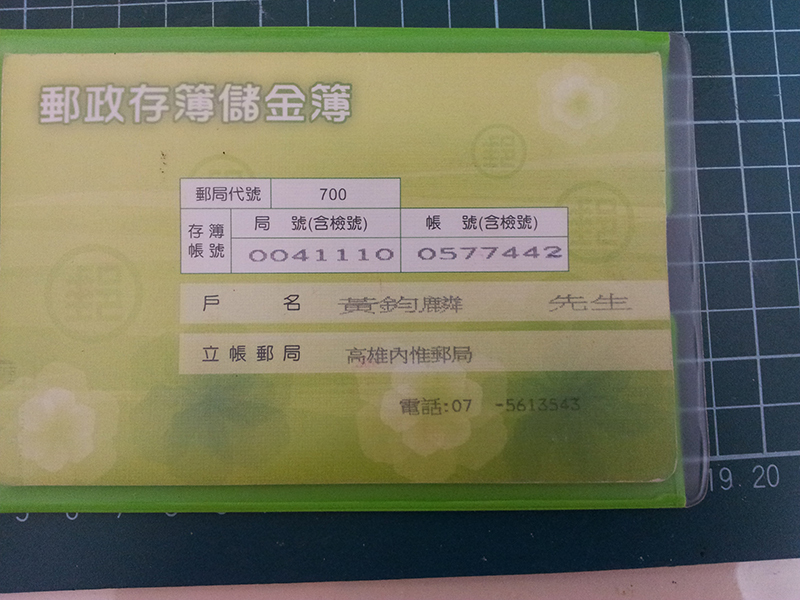 郵政存簿儲金簿
郵局代號 700
存簿帳號 局 號(含檢號) 帳 號(含檢號)
0041110 0577442
戶 名 黃鈞麟 先生
立帳郵局 高雄內惟郵局
電話:07 -5613543
19 20